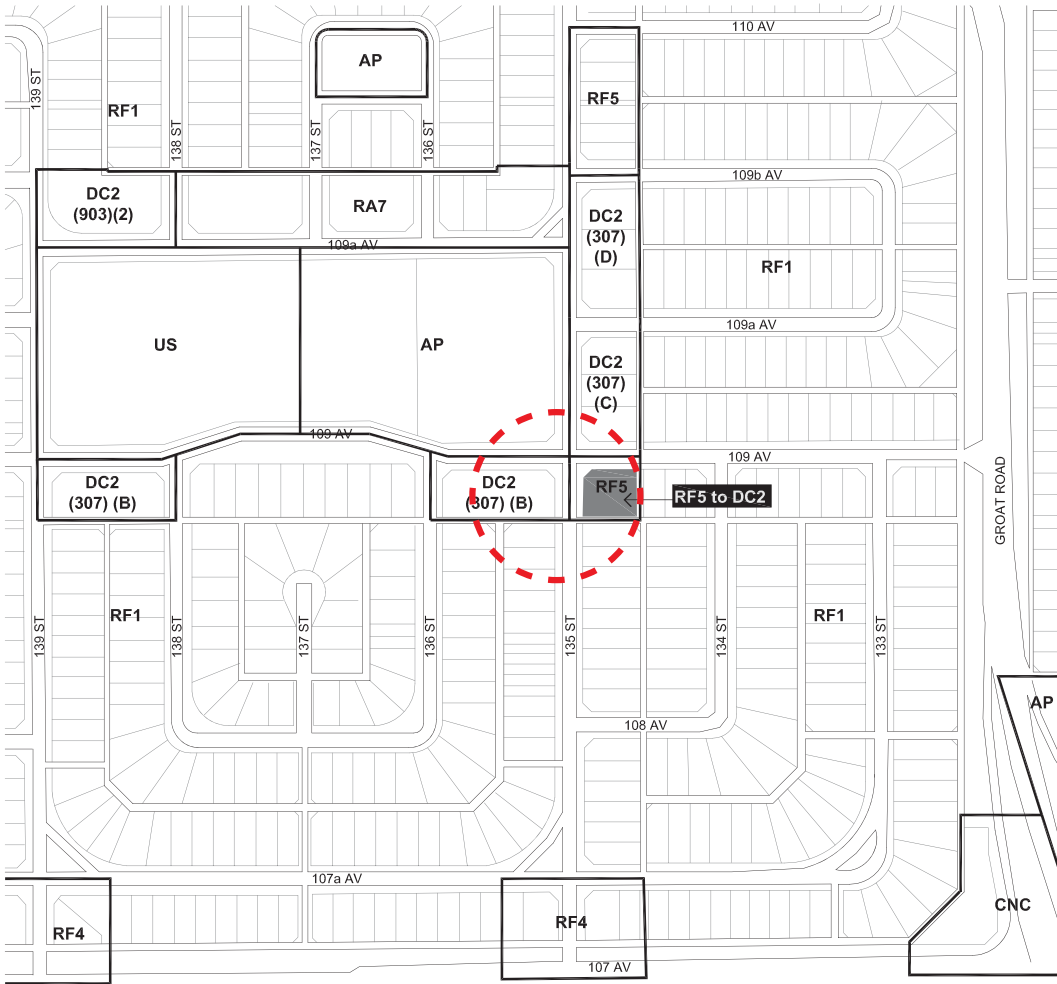 110 AV
AP
139 ST
RF5
RF1
138 ST
137 ST
136 ST
109b AV
DC2
(903)(2)
RA7
DC2
(307)
(D)
109a AV
RF1
109a AV
US
AP
DC2
(307)
(C)
109 AV
109 AV
DC2
(307) (B)
DC2
(307) (B)
RF5
RF5 to DC2
GROAT ROAD
RF1
RF1
139 ST
138 ST
137 ST
136 ST
135 ST
134 ST
133 ST
AP
108 AV
107a AV
CNC
RF4
RF4
107 AV